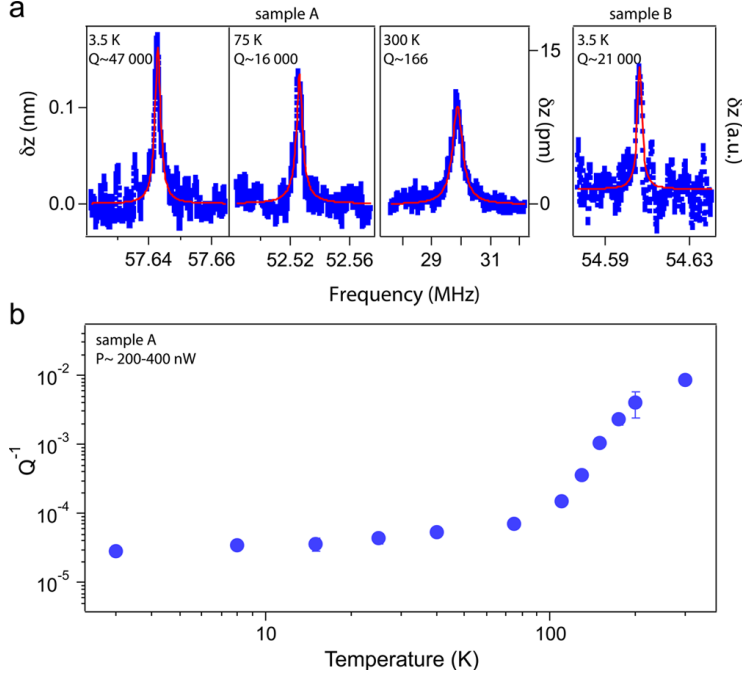 a
sample A
sample B
3.5 K
Q~47 000
75 K
Q~16 000
300 K
Q~166
3.5 K
Q~21 000
δz (nm)
0.1
0.0
15
0
δz (pm)
δz (a.u.)
57.64 57.66
52.52 52.56
29 31
54.59 54.63
Frequency (MHz)
b
sample A
P~ 200-400 nW
Q⁻¹
10⁻²
10⁻³
10⁻⁴
10⁻⁵
10 100
Temperature (K)